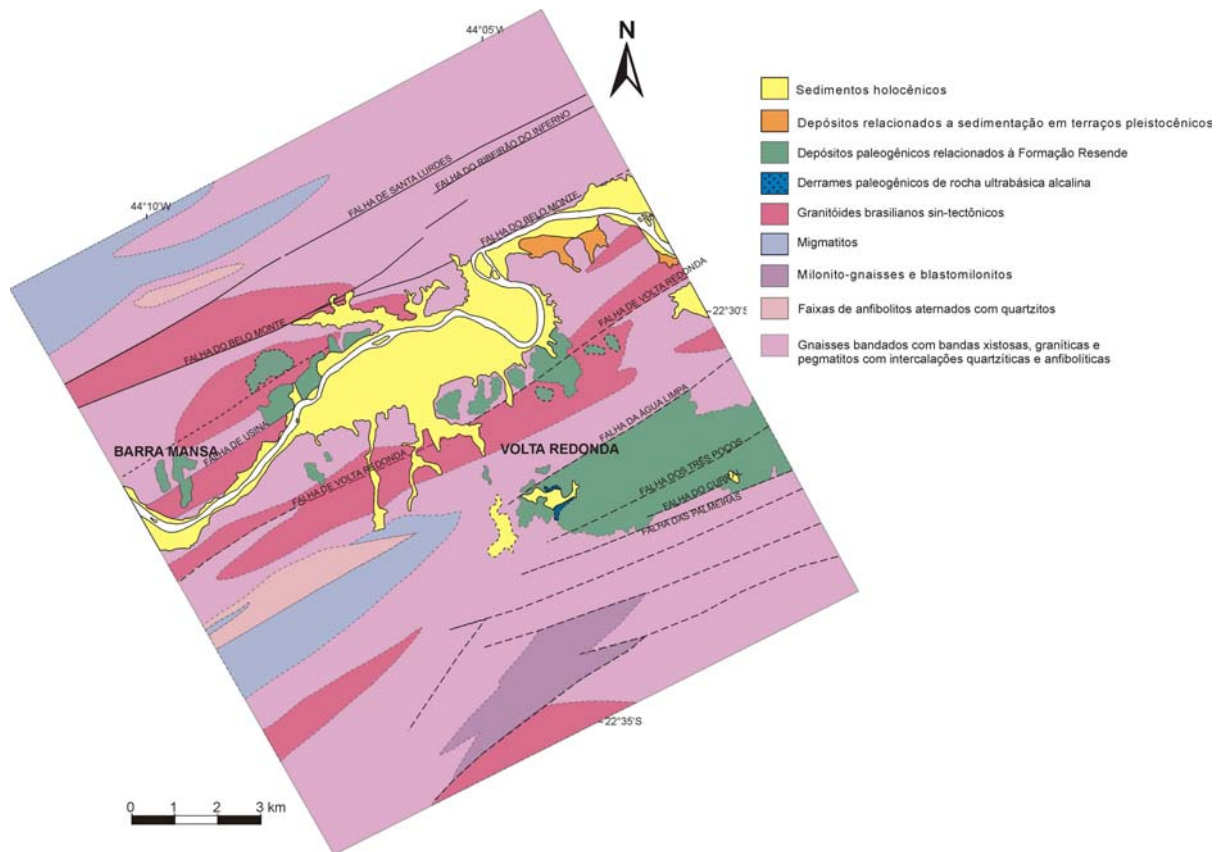 44°05'W
N
44°10'W
FALHA DE SANTA LURDES
FALHA DO RIBEIRÃO DO INFERNO
FALHA DO BELO MONTE
FALHA DE VOLTA REDONDA
22°30'S
FALHA DO BELO MONTE
FALHA DA ÁGUA LIMPA
FALHA DE USINA
BARRA MANSA
VOLTA REDONDA
FALHA DE VOLTA REDONDA
FALHA DOS TRÊS POÇOS
FALHA DO
FALHA DAS PALMEIRAS
22°35'S
0 1 2 3 km
Sedimentos holocênicos
Depósitos relacionados a sedimentação em terraços pleistocênicos
Depósitos paleogênicos relacionados à Formação Resende
Derrames paleogênicos de rocha ultrabásica alcalina
Granitóides brasilianos sin-tectônicos
Migmatitos
Milonito-gnaisses e blastomilonitos
Faixas de anfibolito aternados com quartzitos
Gnaisses bandados com bandas xistosas, graníticas e
pegmatitos com intercalações quartzíticas e anfibolíticas